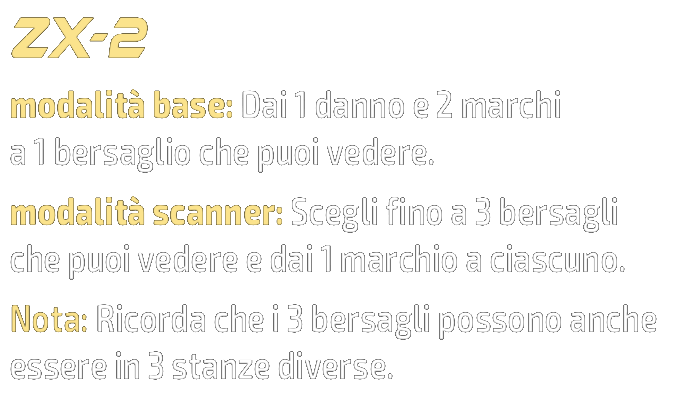 ZX-2
modalità base: Dai 1 danno e 2 marchi
a 1 bersaglio che puoi vedere.
modalità scanner: Scegli fino a 3 bersagli
che puoi vedere e dai 1 marchio a ciascuno.
Nota: Ricorda che i 3 bersagli possono anche
essere in 3 stanze diverse.